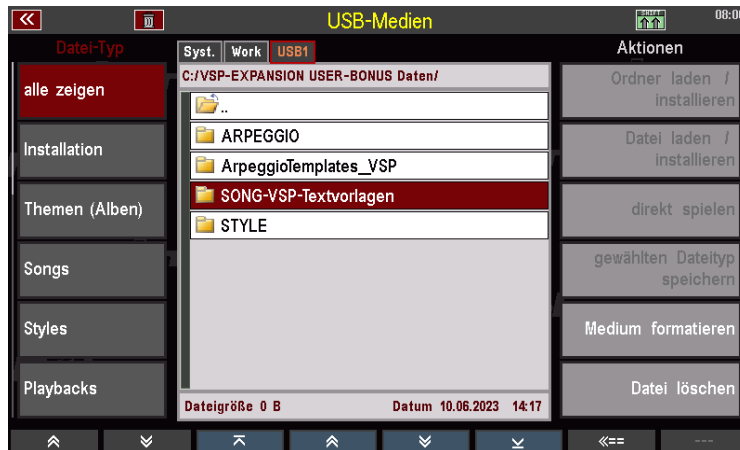 USB-Medien
SHIFT
08:0
Datei-Typ
Syst. Work USB1
Aktionen
C:/VSP-EXPANSION USER-BONUS Daten/
alle zeigen
..
ARPEGGIO
ArpeggioTemplates_VSP
SONG-VSP-Textvorlagen
STYLE
Installation
Themen (Alben)
Songs
Styles
Playbacks
Ordner laden /
installieren
Datei laden /
installieren
direkt spielen
gewählten Dateityp
speichern
Medium formatieren
Datei löschen
Dateigröße 0 B Datum 10.06.2023 14:17
«==
---